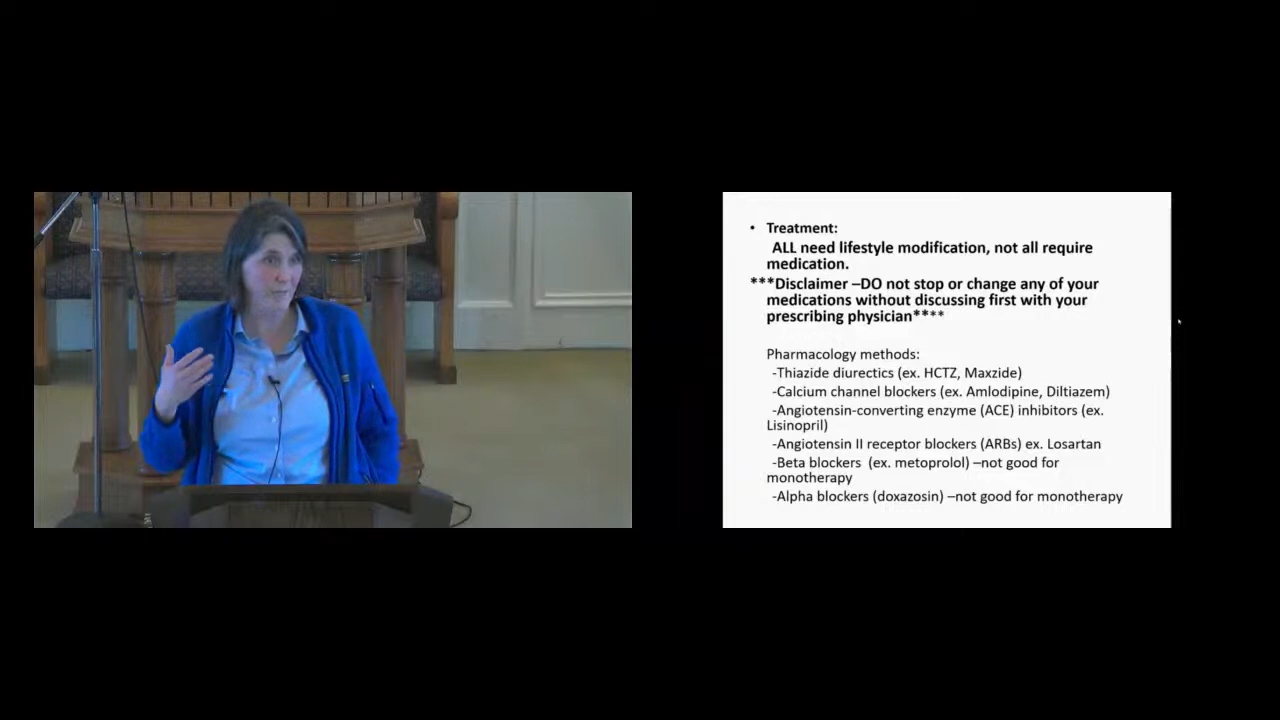 • Treatment:
ALL need lifestyle modification, not all require
medication.
***Disclaimer –DO not stop or change any of your
medications without discussing first with your
prescribing physician****
Pharmacology methods:
-Thiazide diurectics (ex. HCTZ, Maxzide)
-Calcium channel blockers (ex. Amlodipine, Diltiazem)
-Angiotensin-converting enzyme (ACE) inhibitors (ex.
Lisinopril)
-Angiotensin II receptor blockers (ARBs) ex. Losartan
-Beta blockers  (ex. metoprolol) –not good for
monotherapy
-Alpha blockers (doxazosin) –not good for monotherapy